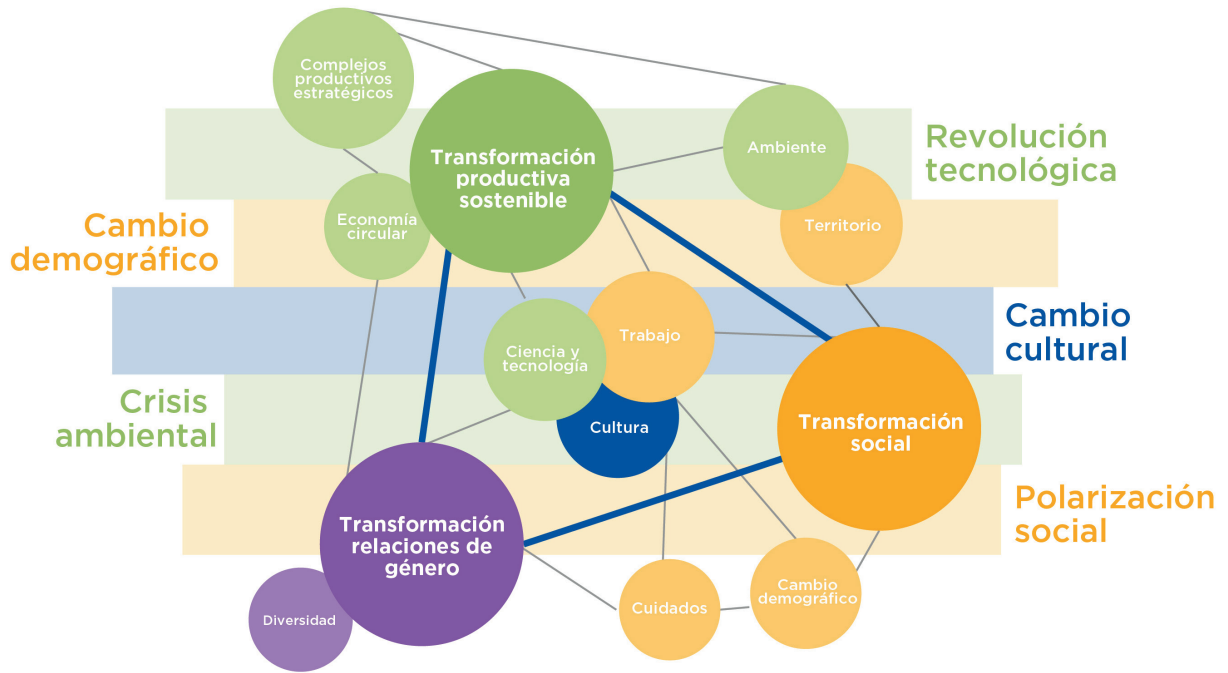 Complejos
productivos
estratégicos
Transformación
productiva
sostenible
Ambiente
Revolución
tecnológica
Economía
circular
Territorio
Cambio
demográfico
Ciencia y
tecnología
Trabajo
Cambio
cultural
Crisis
ambiental
Cultura
Transformación
social
Transformación
relaciones de
género
Polarización
social
Diversidad
Cuidados
Cambio
demográfico